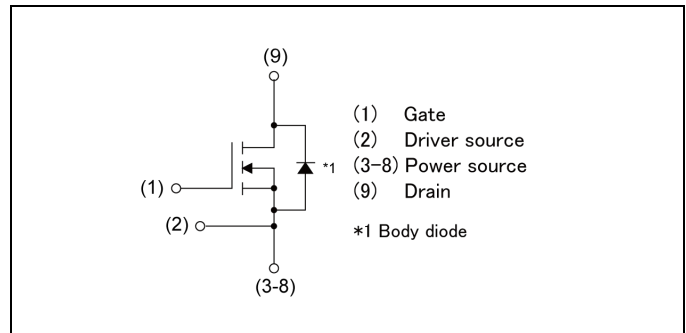 (9)
(1) Gate
(2) Driver source
(3-8) Power source
(9) Drain
*1 Body diode
*1
(1)
(2)
(3-8)